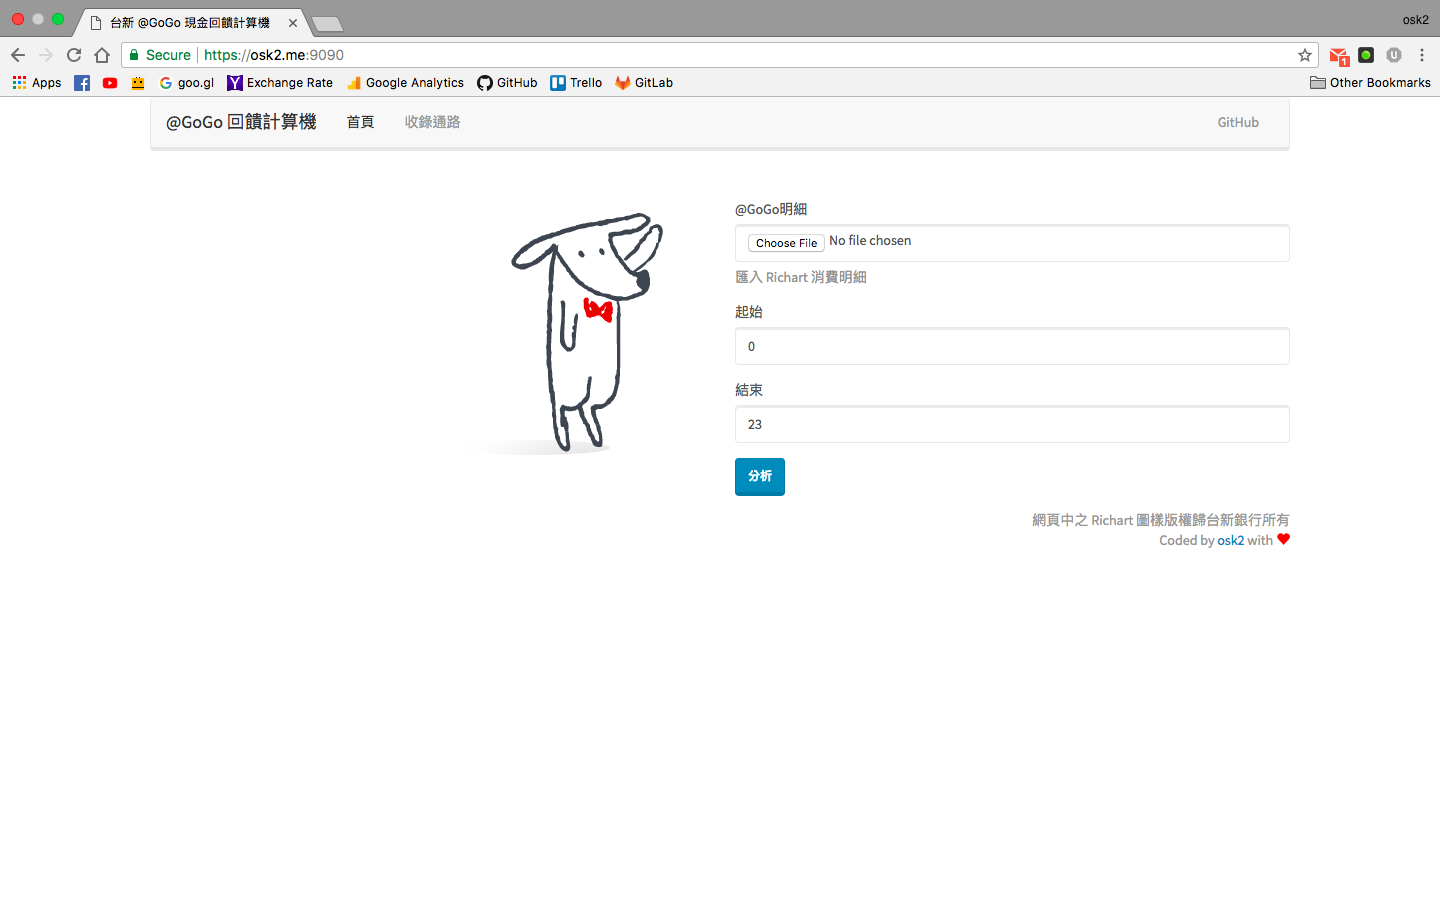 台新 @GoGo 現金回饋計算機
osk2
Secure https://osk2.me:9090
1
U
Apps goo.gl Exchange Rate Google Analytics GitHub Trello GitLab Other Bookmarks
@GoGo 回饋計算機 首頁 收錄通路 GitHub
@GoGo明細
Choose File No file chosen
匯入 Richart 消費明細
起始
0
結束
23
分析
網頁中之 Richart 圖樣版權歸台新銀行所有
Coded by osk2 with